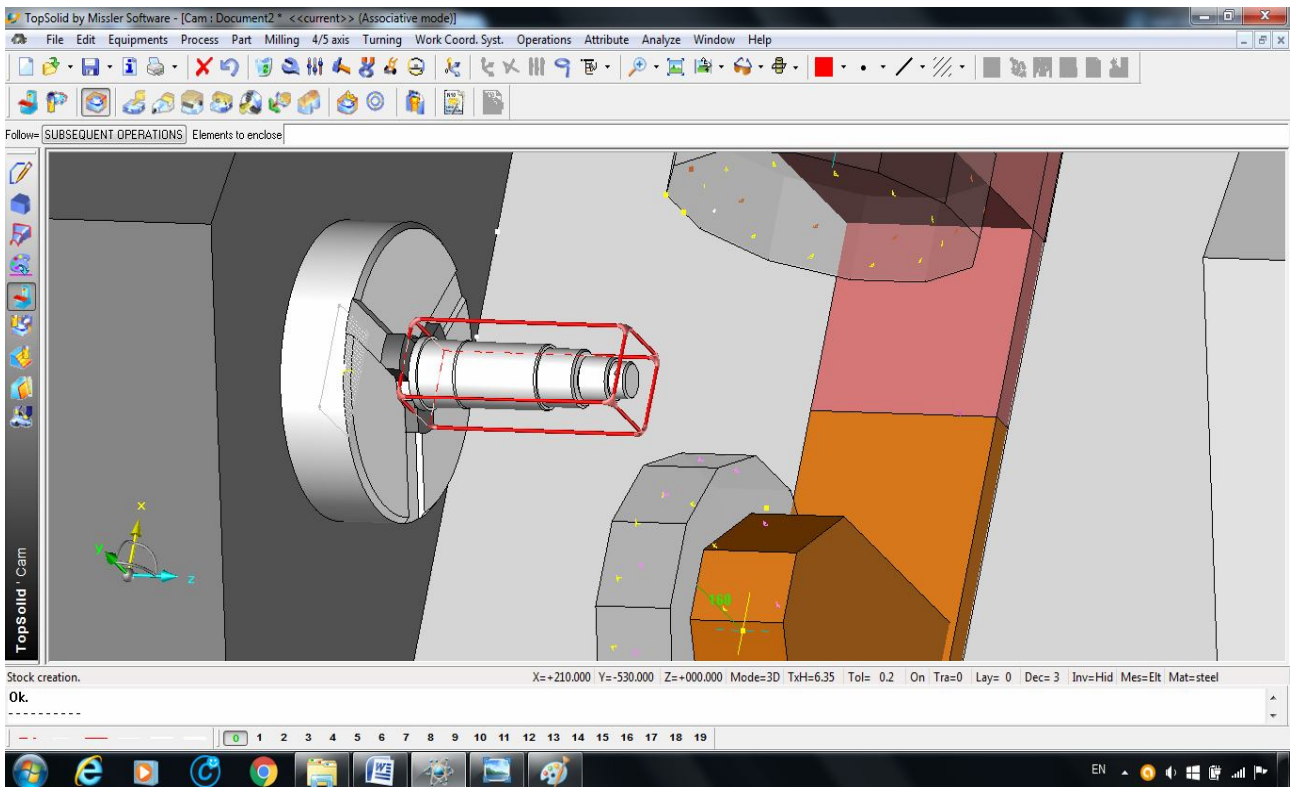 TopSolid by Missler Software - [Cam : Document2 *  <<current>> (Associative mode)]
File Edit Equipments Process Part Milling 4/5 axis Turning Work Coord. Syst. Operations Attribute Analyze Window Help
Follow= SUBSEQUENT OPERATIONS Elements to enclose
x
y
z
160
TopSolid · Cam
Stock creation.
X=+210.000 Y=-530.000 Z=+000.000 Mode=3D TxH=6.35 Tol= 0.2 On Tra=0 Lay= 0 Dec= 3 Inv=Hid Mes=Elt Mat=steel
Ok.
----------
0 1 2 3 4 5 6 7 8 9 10 11 12 13 14 15 16 17 18 19
EN